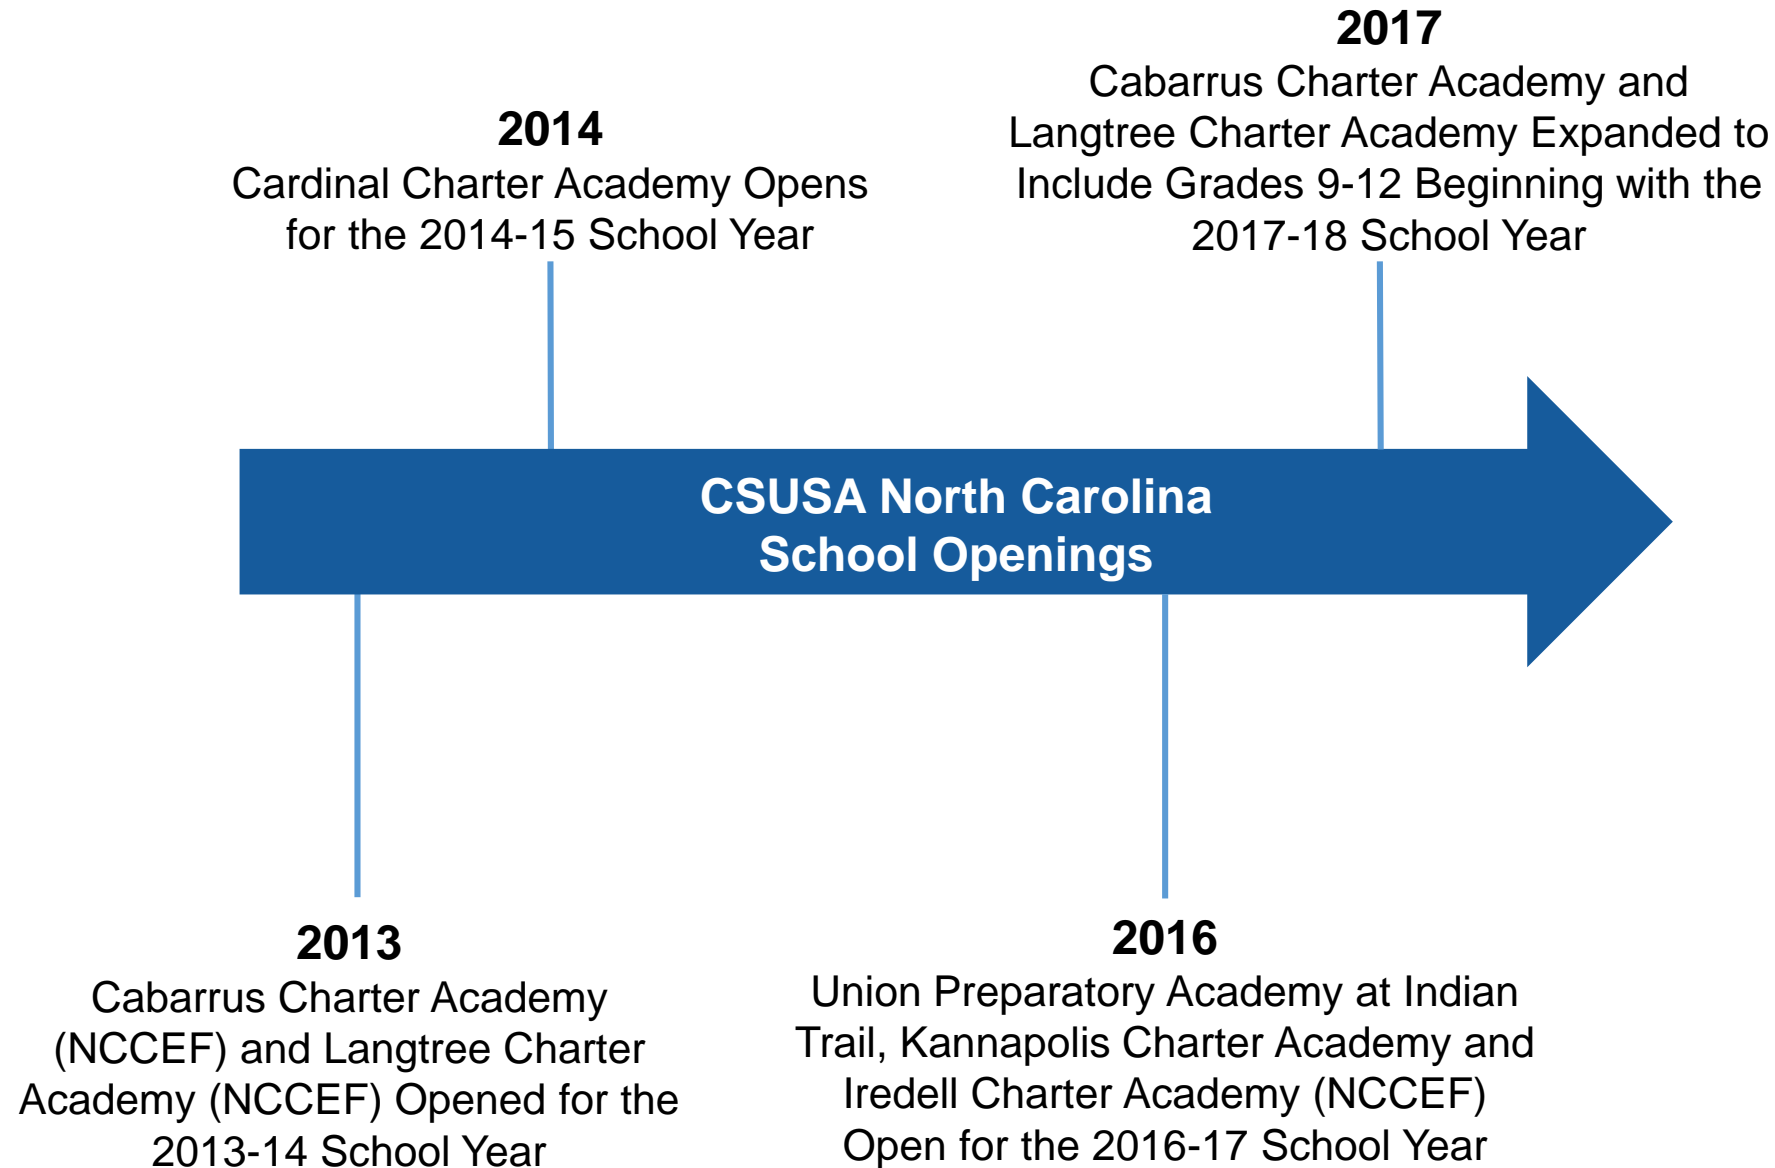 2017
Cabarrus Charter Academy and
Langtree Charter Academy Expanded to
Include Grades 9-12 Beginning with the
2017-18 School Year
2014
Cardinal Charter Academy Opens
for the 2014-15 School Year
CSUSA North Carolina
School Openings
2013
Cabarrus Charter Academy
(NCCEF) and Langtree Charter
Academy (NCCEF) Opened for the
2013-14 School Year
2016
Union Preparatory Academy at Indian
Trail, Kannapolis Charter Academy and
Iredell Charter Academy (NCCEF)
Open for the 2016-17 School Year